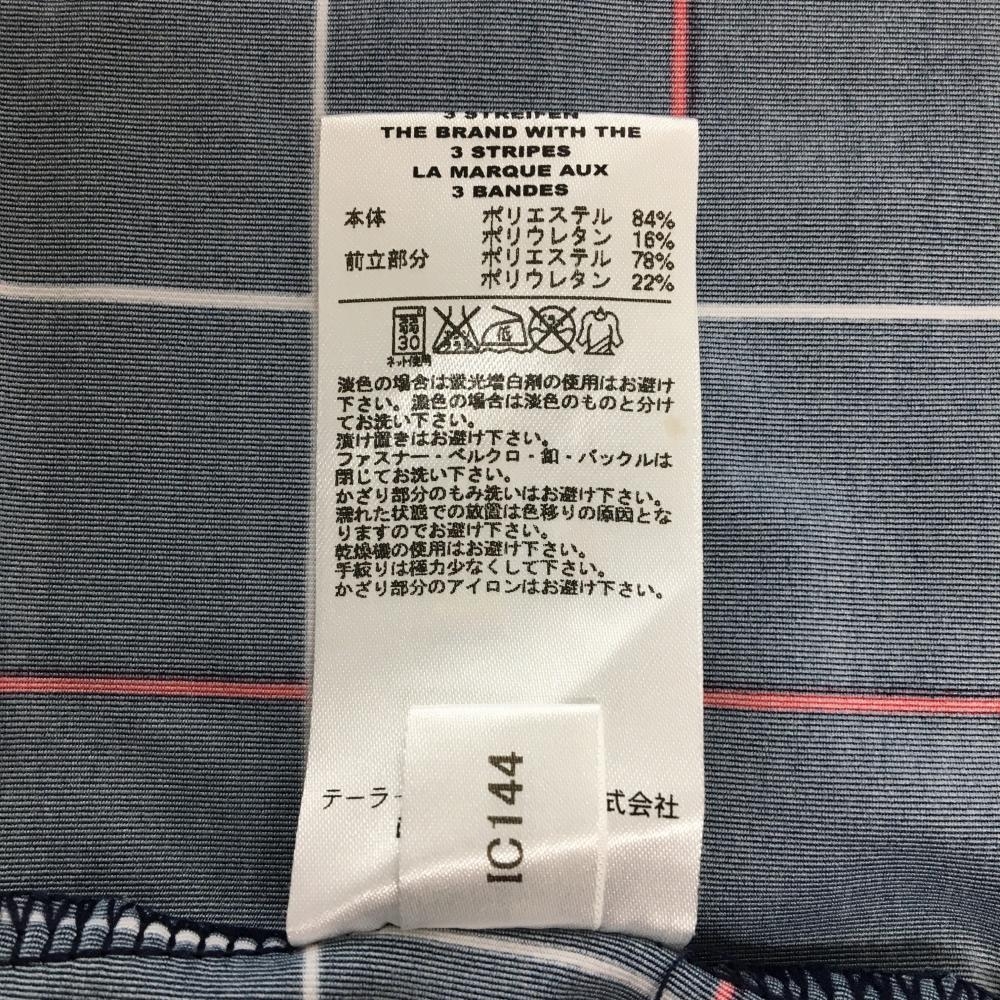 3 STREIFEN
THE BRAND WITH THE
3 STRIPES
LA MARQUE AUX
3 BANDES
本体 ポリエステル 84%
ポリウレタン 16%
前立部分 ポリエステル 78%
ポリウレタン 22%
弱
30
ネット使用
低
淡色の場合は蛍光増白剤の使用はお避け
下さい。濃色の場合は淡色のものと分け
てお洗い下さい。
漬け置きはお避け下さい。
ファスナー・ベルクロ・釦・バックルは
閉じてお洗い下さい。
かざり部分のもみ洗いはお避け下さい。
濡れた状態での放置は色移りの原因とな
りますのでお避け下さい。
乾燥機の使用はお避け下さい。
手絞りは極力少なくして下さい。
かざり部分のアイロンはお避け下さい。
テーラー 式会社
IC144